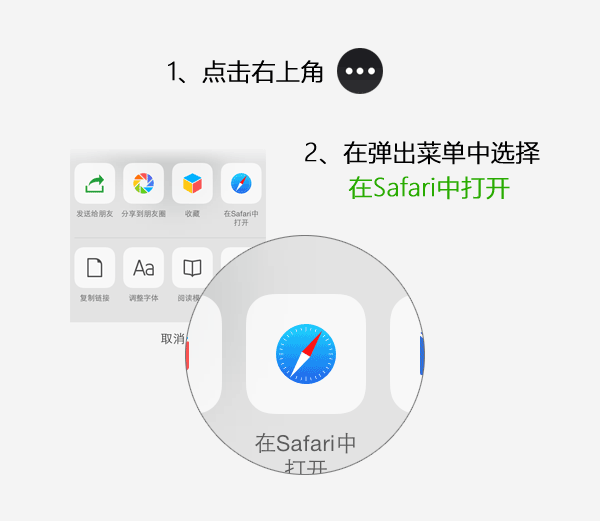 1、点击右上角
2、在弹出菜单中选择
在Safari中打开
发送给朋友
分享到朋友圈
收藏
在Safari中
打开
复制链接
Aa
调整字体
阅读模
取消
在Safari中
打开